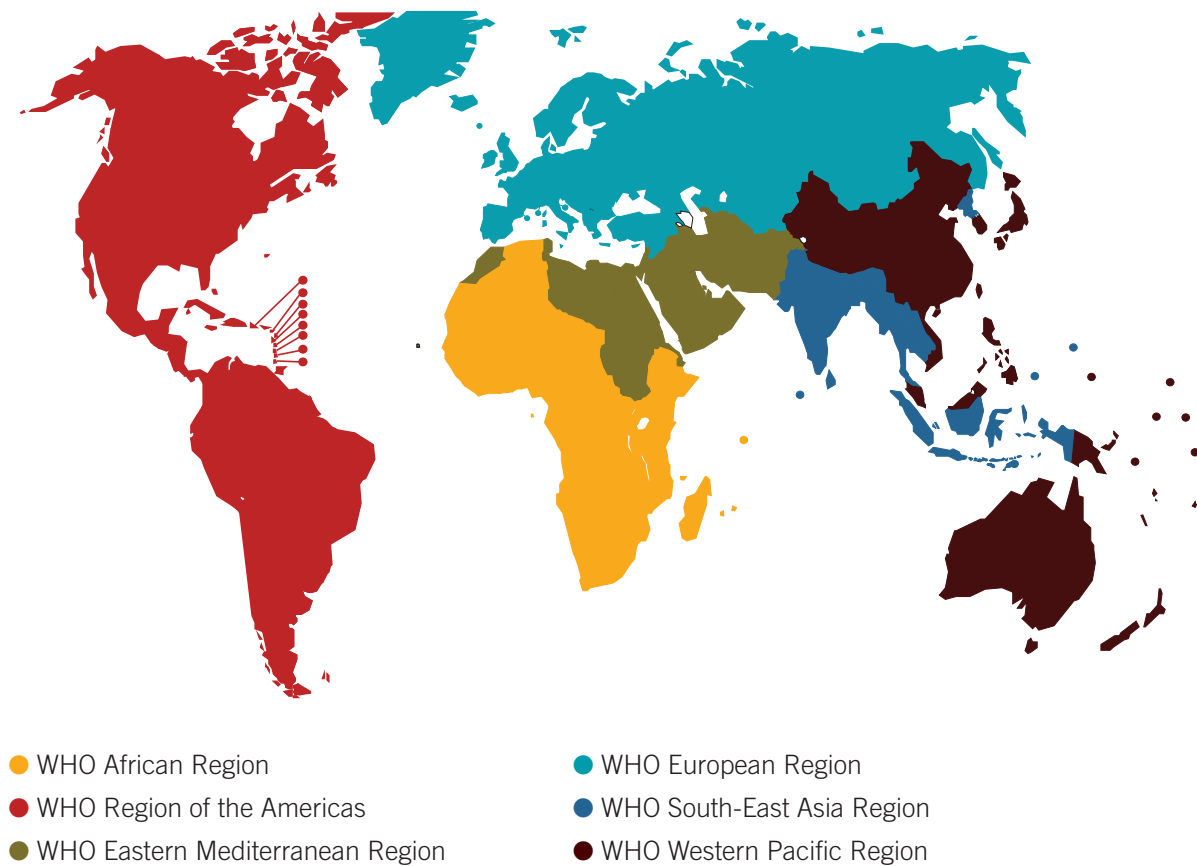 WHO African Region
WHO Region of the Americas
WHO Eastern Mediterranean Region
WHO European Region
WHO South-East Asia Region
WHO Western Pacific Region